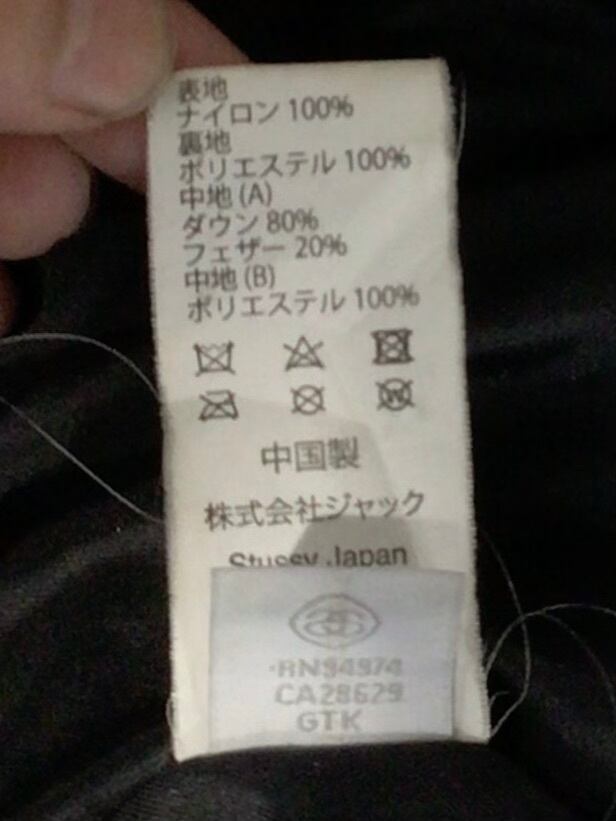 表地
ナイロン 100%
裏地
ポリエステル 100%
中地 (A)
ダウン 80%
フェザー 20%
中地 (B)
ポリエステル 100%
W
中国製
株式会社ジャック
Stussy Japan
RN94974
CA28629
GTK